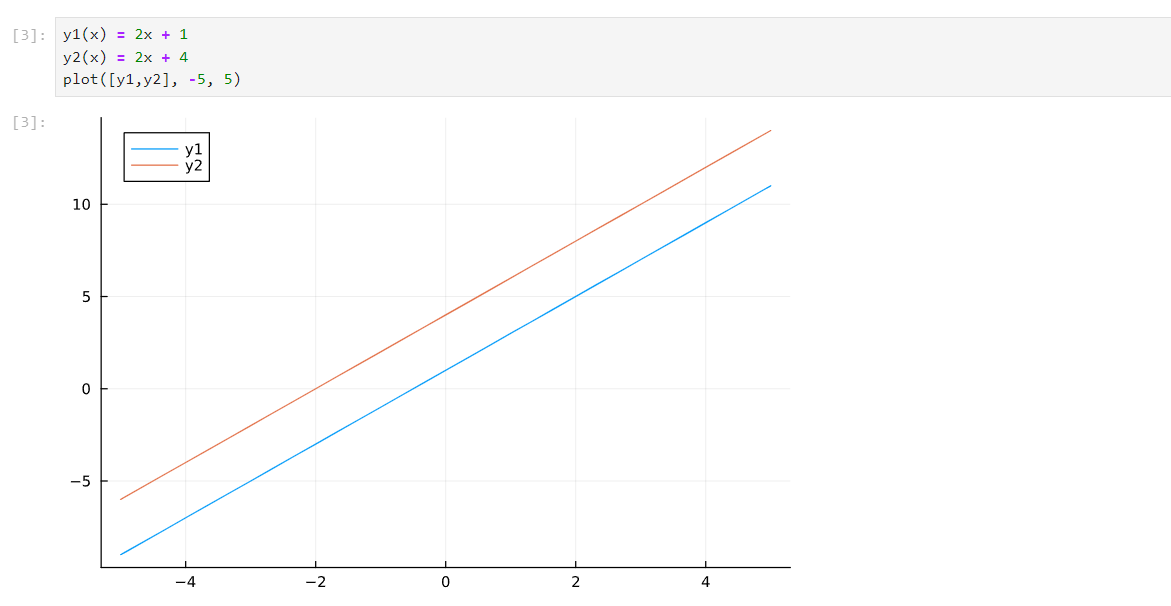 [3]: y1(x) = 2x + 1
y2(x) = 2x + 4
plot([y1,y2], -5, 5)
[3]:
y1
y2
10
5
0
−5
−4 −2 0 2 4